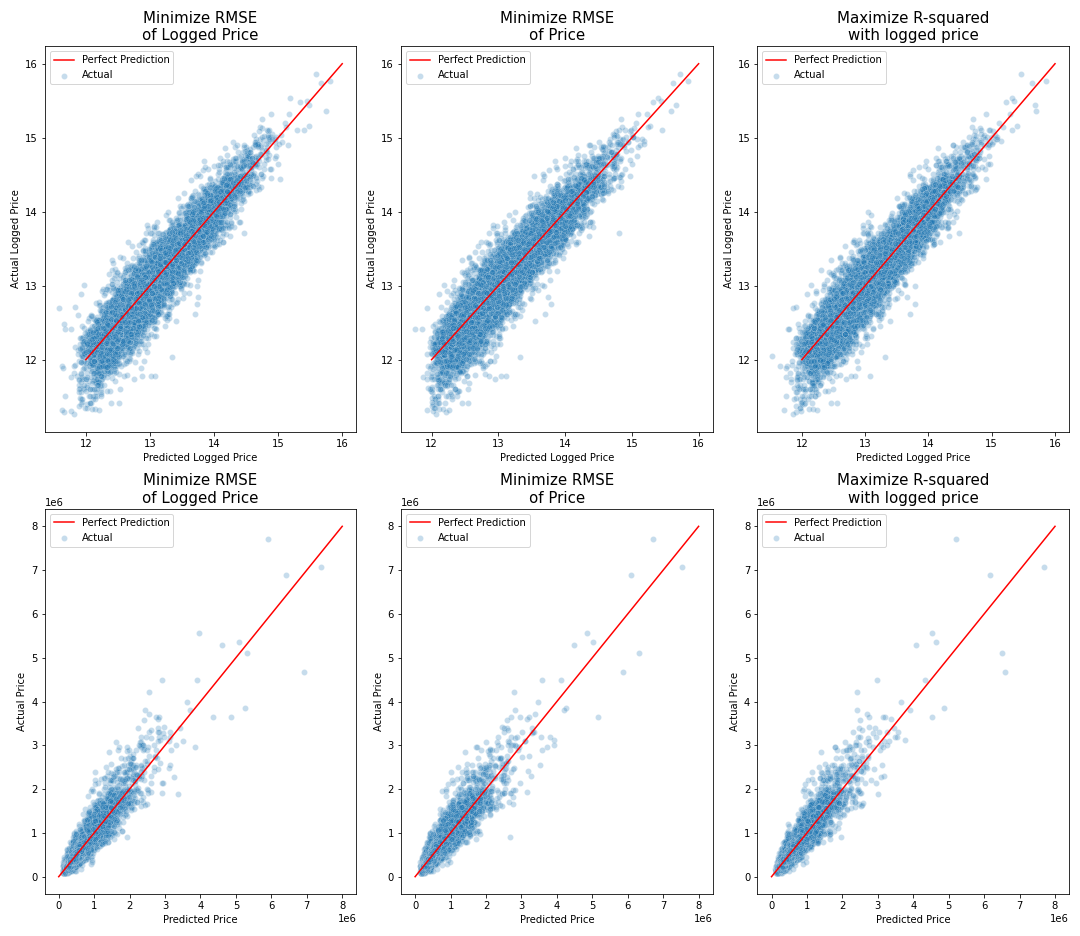 Minimize RMSE
of Logged Price
Perfect Prediction
Actual
16
15
14
13
12
Actual Logged Price
12 13 14 15 16
Predicted Logged Price
Minimize RMSE
of Price
Perfect Prediction
Actual
16
15
14
13
12
Actual Logged Price
12 13 14 15 16
Predicted Logged Price
Maximize R-squared
with logged price
Perfect Prediction
Actual
16
15
14
13
12
Actual Logged Price
12 13 14 15 16
Predicted Logged Price
Minimize RMSE
of Logged Price
1e6
Perfect Prediction
Actual
8
7
6
5
4
3
2
1
0
Actual Price
0 1 2 3 4 5 6 7 8
Predicted Price
1e6
Minimize RMSE
of Price
1e6
Perfect Prediction
Actual
8
7
6
5
4
3
2
1
0
Actual Price
0 1 2 3 4 5 6 7 8
Predicted Price
1e6
Maximize R-squared
with logged price
1e6
Perfect Prediction
Actual
8
7
6
5
4
3
2
1
0
Actual Price
0 1 2 3 4 5 6 7 8
Predicted Price
1e6